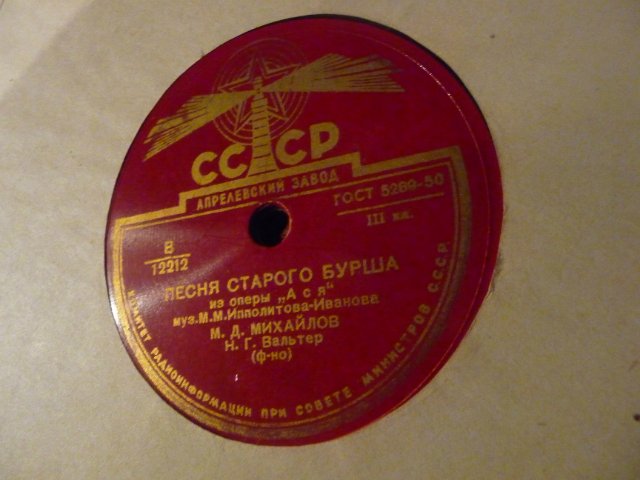 СССР
АПРЕЛЕВСКИЙ ЗАВОД
ГОСТ 5289-50
III кл.
В
12212
ПЕСНЯ СТАРОГО БУРША
из оперы „Ася“
муз. М.М.Ипполитова-Иванова
М. Д. МИХАЙЛОВ
Н. Г. Вальтер
(ф-но)
КОМИТЕТ РАДИОИНФОРМАЦИИ ПРИ СОВЕТЕ МИНИСТРОВ СССР.